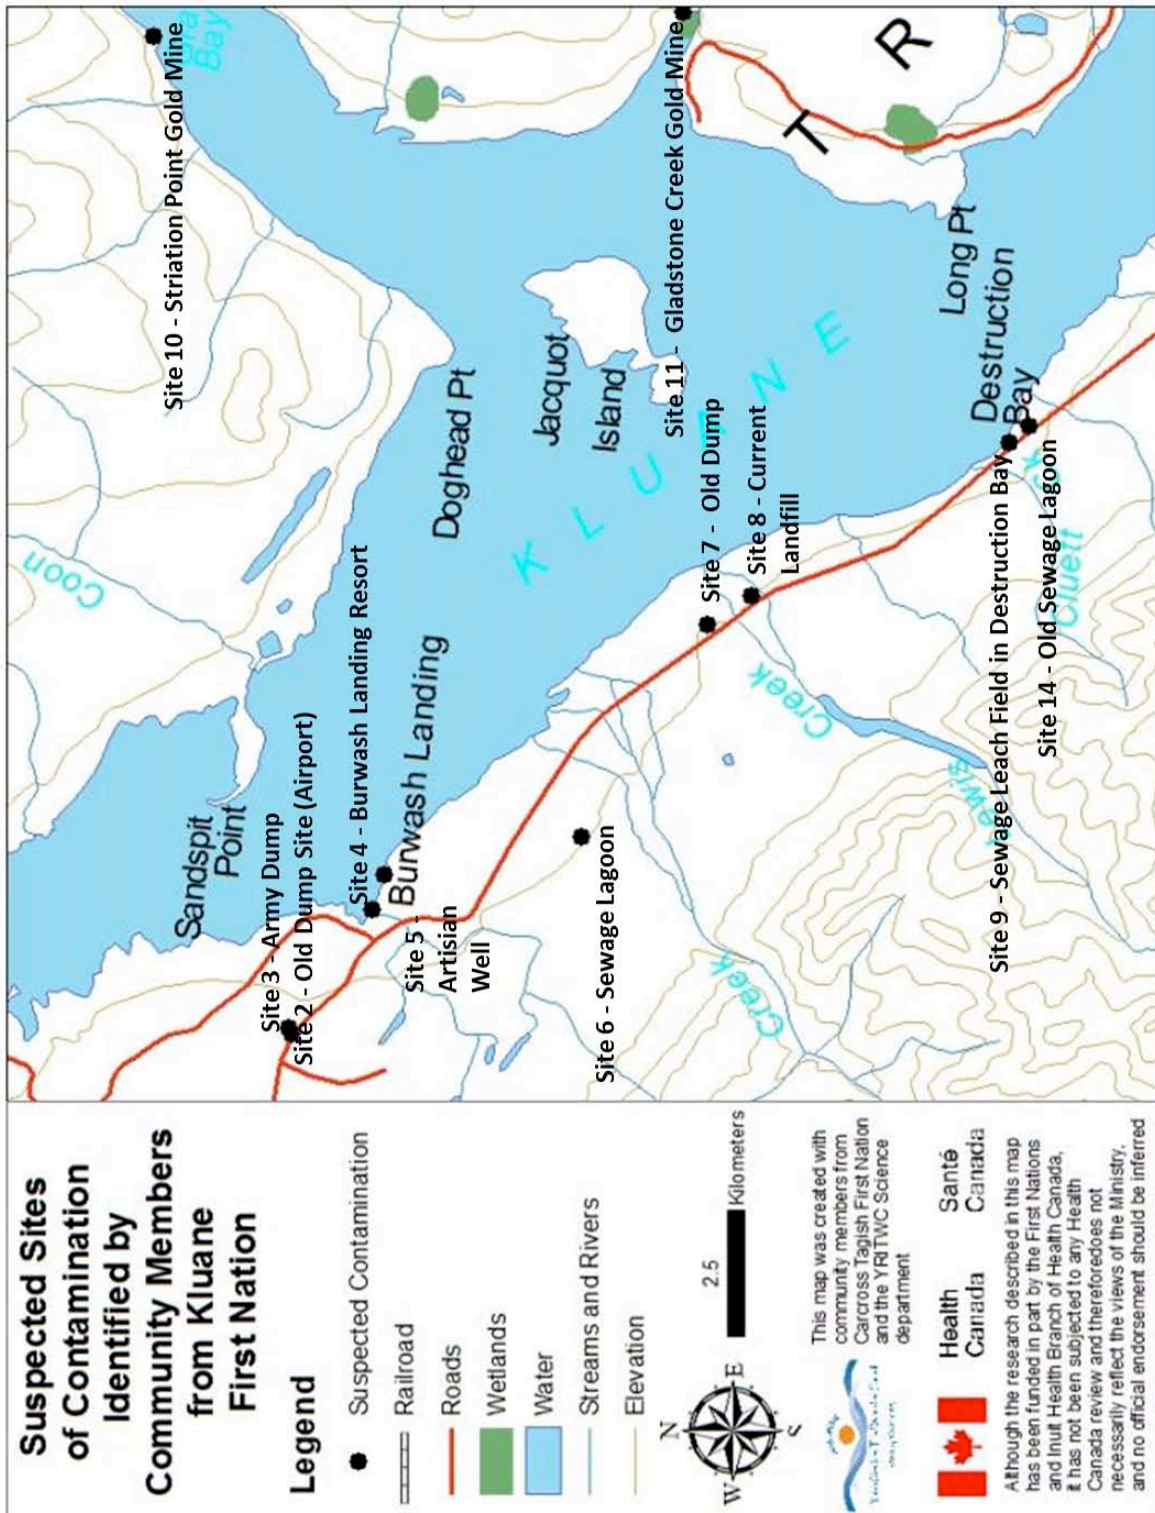 Suspected Sites
of Contamination
Identified by
Community Members
from Kluane
First Nation
Legend
Suspected Contamination
Railroad
Roads
Wetlands
Water
Streams and Rivers
Elevation
N
W
E
S
2.5
Kilometers
This map was created with
community members from
Carcross Tagish First Nation
and the YRITWC Science
department
Health
Canada
Santé
Canada
Although the research described in this map
has been funded in part by the First Nations
and Inuit Health Branch of Health Canada,
it has not been subjected to any Health
Canada review and thereforedoes not
necessarily reflect the views of the Ministry,
and no official endorsement should be inferred
Coon
Bay
Site 10 - Striation Point Gold Mine
Sandspit
Point
Site 3 - Army Dump
Site 2 - Old Dump Site (Airport)
Site 4 - Burwash Landing Resort
Burwash Landing
Site 5 -
Artisian
Well
Doghead Pt
Jacquot
Island
K L U N E
Site 6 - Sewage Lagoon
Site 11 - Gladstone Creek Gold Mine
T R
Site 7 - Old Dump
Site 8 - Current
Landfill
Creek
Creek
Long Pt
Destruction
Bay
Site 9 - Sewage Leach Field in Destruction Bay
Site 14 - Old Sewage Lagoon
Cluett